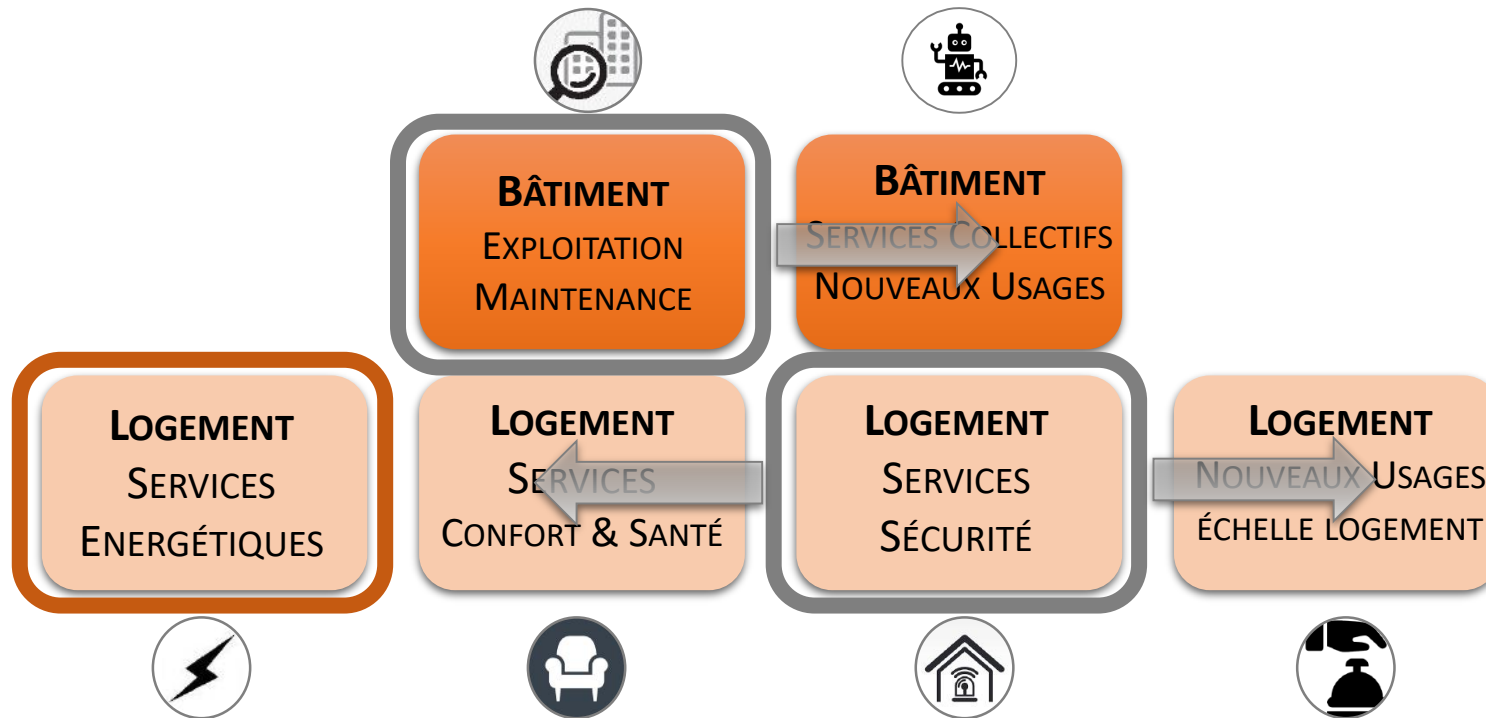 BÂTIMENT
EXPLOITATION
MAINTENANCE
BÂTIMENT
SERVICES COLLECTIFS
NOUVEAUX USAGES
LOGEMENT
SERVICES
ENERGÉTIQUES
LOGEMENT
SERVICES
CONFORT & SANTÉ
LOGEMENT
SERVICES
SÉCURITÉ
LOGEMENT
NOUVEAUX USAGES
ÉCHELLE LOGEMENT